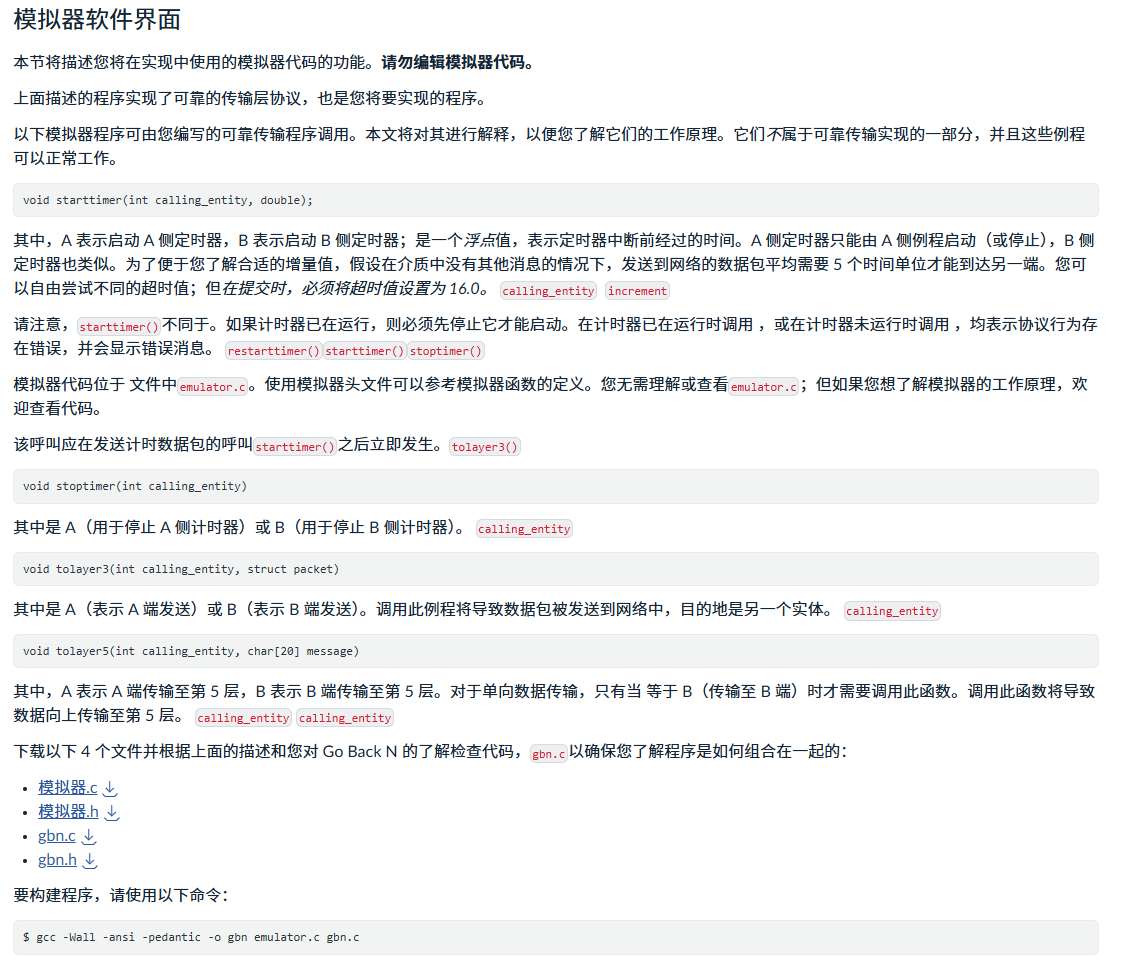 模拟器软件界面
本节将描述您将在实现中使用的模拟器代码的功能。请勿编辑模拟器代码。
上面描述的程序实现了可靠的传输层协议，也是您将要实现的程序。
以下模拟器程序可由您编写的可靠传输程序调用。本文将对其进行解释，以便您了解它们的工作原理。它们不属于可靠传输实现的一部分，并且这些例程
可以正常工作。
void starttimer(int calling_entity, double);
其中，A 表示启动 A 侧定时器，B 表示启动 B 侧定时器；是一个浮点值，表示定时器中断前经过的时间。A 侧定时器只能由 A 侧例程启动（或停止），B 侧
定时器也类似。为了便于您了解合适的增量值，假设在介质中没有其他消息的情况下，发送到网络的数据包平均需要 5 个时间单位才能到达另一端。您可
以自由尝试不同的超时值；但在提交时，必须将超时值设置为 16.0。 calling_entity increment
请注意，starttimer()不同于。如果计时器已在运行，则必须先停止它才能启动。在计时器已在运行时调用 ，或在计时器未运行时调用 ，均表示协议行为存
在错误，并会显示错误消息。 restarttimer()starttimer()stoptimer()
模拟器代码位于 文件中emulator.c。使用模拟器头文件可以参考模拟器函数的定义。您无需理解或查看emulator.c；但如果您想了解模拟器的工作原理，欢
迎查看代码。
该呼叫应在发送计时数据包的呼叫starttimer()之后立即发生。tolayer3()
void stoptimer(int calling_entity)
其中是 A（用于停止 A 侧计时器）或 B（用于停止 B 侧计时器）。 calling_entity
void tolayer3(int calling_entity, struct packet)
其中是 A（表示 A 端发送）或 B（表示 B 端发送）。调用此例程将导致数据包被发送到网络中，目的地是另一个实体。 calling_entity
void tolayer5(int calling_entity, char[20] message)
其中，A 表示 A 端传输至第 5 层，B 表示 B 端传输至第 5 层。对于单向数据传输，只有当 等于 B（传输至 B 端）时才需要调用此函数。调用此函数将导致
数据向上传输至第 5 层。 calling_entity calling_entity
下载以下 4 个文件并根据上面的描述和您对 Go Back N 的了解检查代码，gbn.c以确保您了解程序是如何组合在一起的：
• 模拟器.c
• 模拟器.h
• gbn.c
• gbn.h
要构建程序，请使用以下命令：
$ gcc -Wall -ansi -pedantic -o gbn emulator.c gbn.c